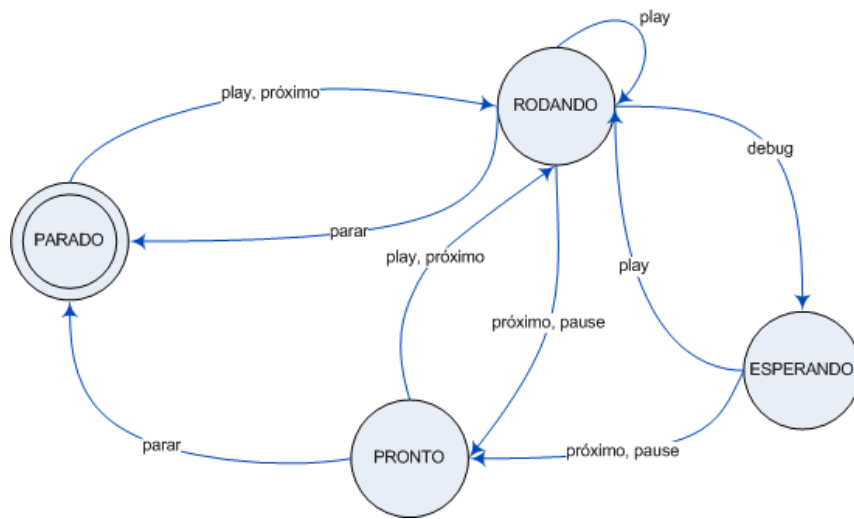 play
RODANDO
play, próximo
debug
parar
PARADO
play, próximo
play
próximo, pause
ESPERANDO
parar
PRONTO
próximo, pause